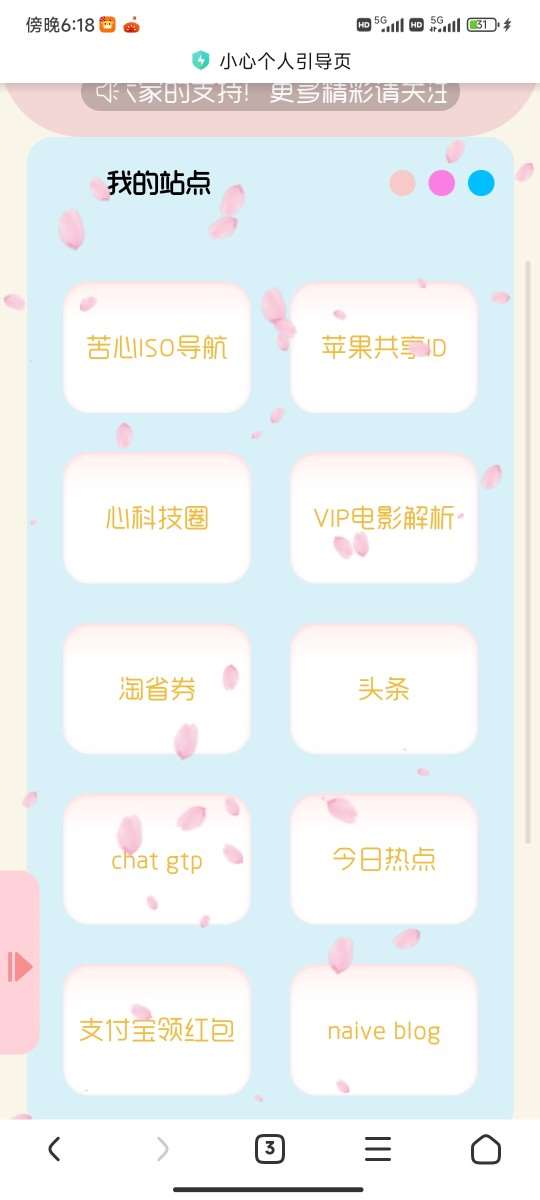 傍晚6:18
HD 5G HD 5G 31
小心个人引导页
家的支持! 更多精彩请关注
我的站点
苦心ISO导航 苹果共享ID
心科技圈 VIP电影解析
淘省券 头条
chat gtp 今日热点
支付宝领红包 naive blog
3